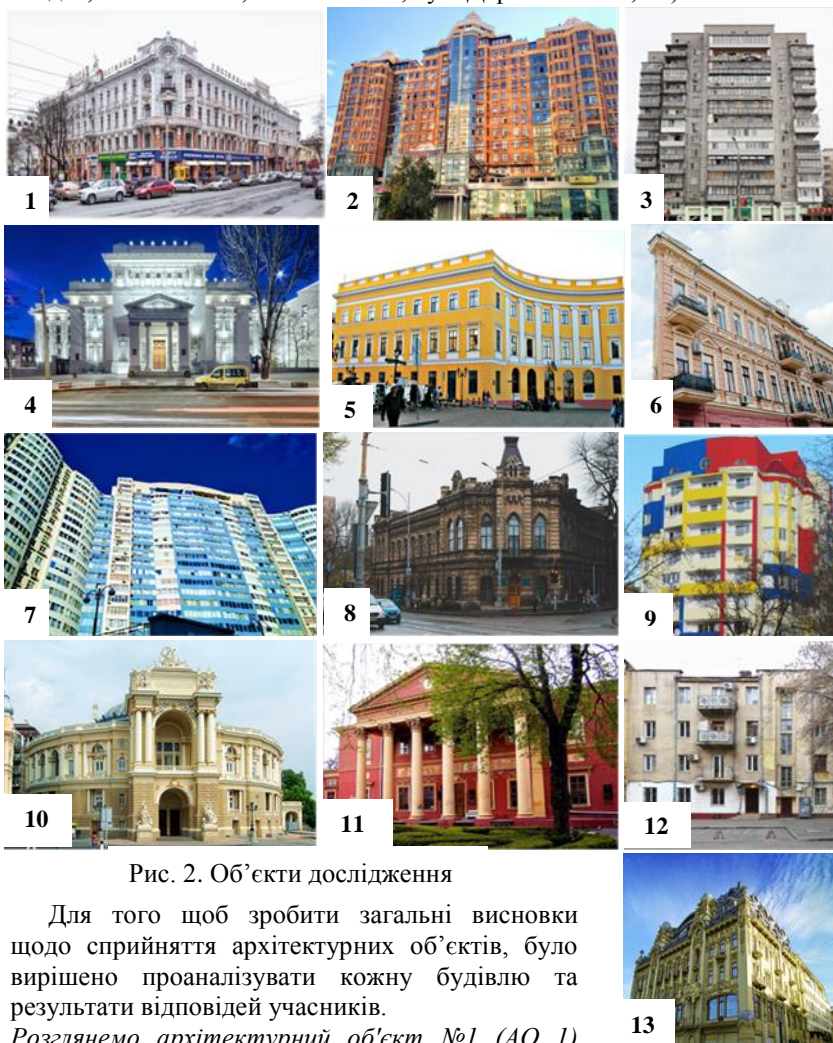 1
2
3
4
5
6
7
8
9
10
11
12
Рис. 2. Об’єкти дослідження
Для того щоб зробити загальні висновки
щодо сприйняття архітектурних об’єктів, було
вирішено проаналізувати кожну будівлю та
результати відповідей учасників.
13
Розглянемо архітектурний об'єкт №1 (АО 1)